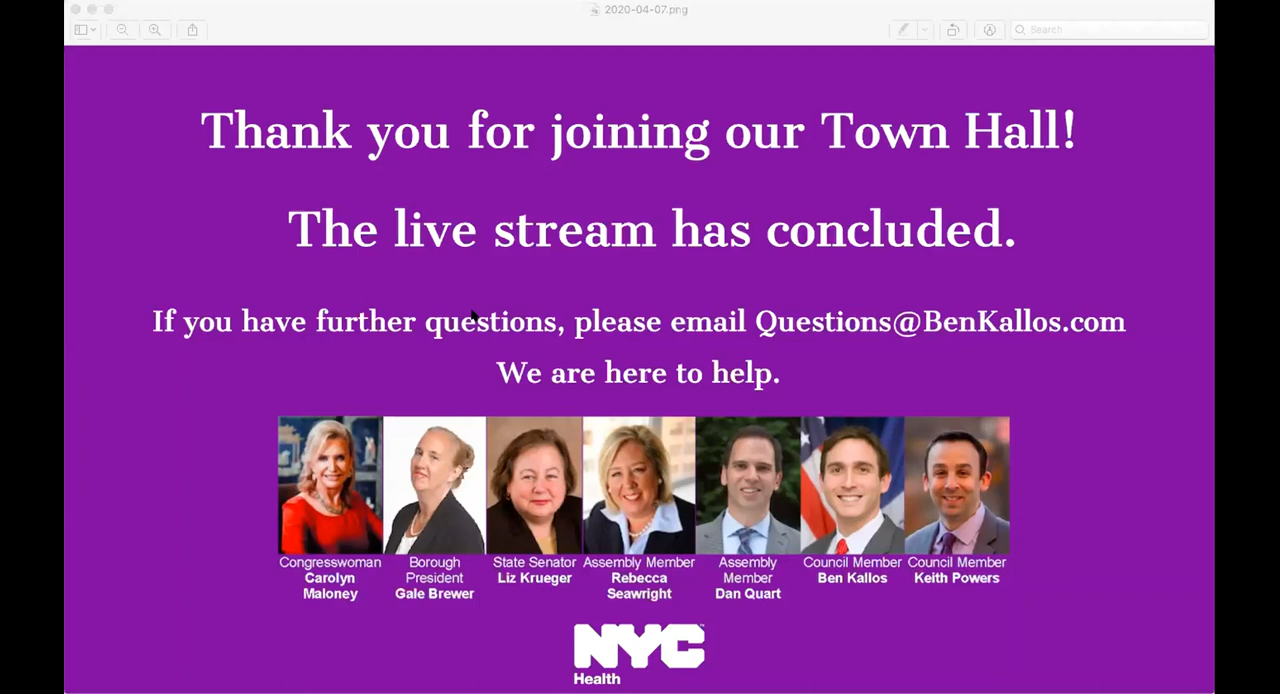 2020-04-07.png
Search
Thank you for joining our Town Hall!
The live stream has concluded.
If you have further questions, please email Questions@BenKallos.com
We are here to help.
Congresswoman
Carolyn
Maloney
Borough
President
Gale Brewer
State Senator
Liz Krueger
Assembly Member
Rebecca
Seawright
Assembly
Member
Dan Quart
Council Member
Ben Kallos
Council Member
Keith Powers
NYC
Health